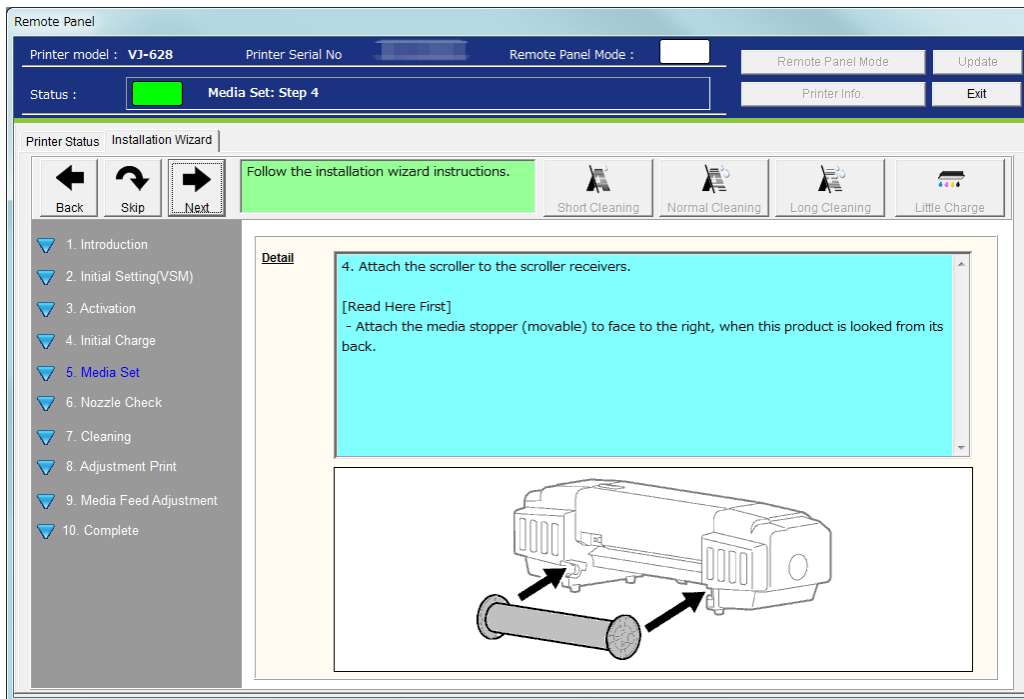 Remote Panel
Printer model : VJ-628 Printer Serial No Remote Panel Mode :
Remote Panel Mode Update
Status : Media Set: Step 4
Printer Info. Exit
Printer Status Installation Wizard
Back Skip Next
Follow the installation wizard instructions.
Short Cleaning Normal Cleaning Long Cleaning Little Charge
1. Introduction
2. Initial Setting(VSM)
3. Activation
4. Initial Charge
5. Media Set
6. Nozzle Check
7. Cleaning
8. Adjustment Print
9. Media Feed Adjustment
10. Complete
Detail
4. Attach the scroller to the scroller receivers.
[Read Here First]
- Attach the media stopper (movable) to face to the right, when this product is looked from its
back.